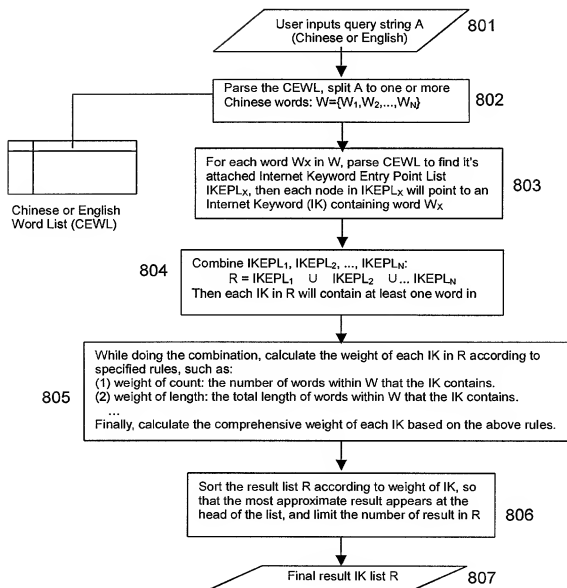 User inputs query string A
(Chinese or English)
801
Parse the CEWL, split A to one or more
Chinese words: W={W1,W2,...,WN}
802
Chinese or English
Word List (CEWL)
For each word Wx in W, parse CEWL to find it's
attached Internet Keyword Entry Point List
IKEPLX, then each node in IKEPLX will point to an
Internet Keyword (IK) containing word WX
803
804
Combine IKEPL1, IKEPL2, ..., IKEPLN:
R = IKEPL1 ∪ IKEPL2 ∪... IKEPLN
Then each IK in R will contain at least one word in
805
While doing the combination, calculate the weight of each IK in R according to
specified rules, such as:
(1) weight of count: the number of words within W that the IK contains.
(2) weight of length: the total length of words within W that the IK contains.
...
Finally, calculate the comprehensive weight of each IK based on the above rules.
Sort the result list R according to weight of IK, so
that the most approximate result appears at the
head of the list, and limit the number of result in R
806
Final result IK list R
807